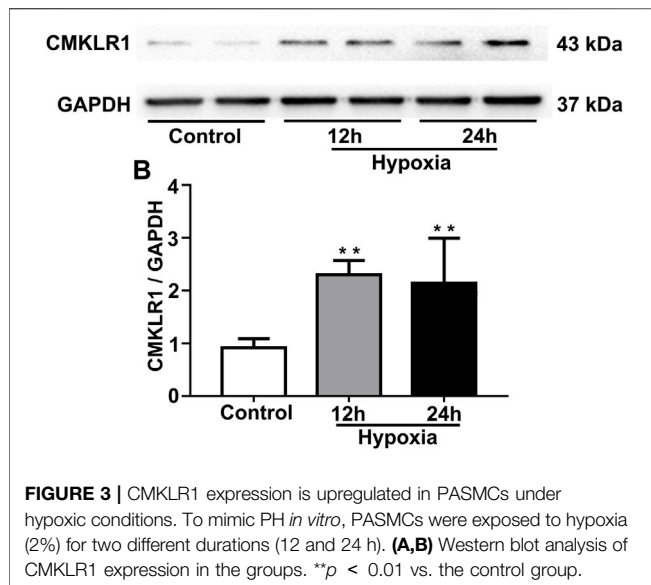 CMKLR1 43 kDa
GAPDH 37 kDa
Control 12h 24h
Hypoxia
B
CMKLR1 / GAPDH
4
3
2
1
0
** **
Control 12h 24h
Hypoxia
FIGURE 3 | CMKLR1 expression is upregulated in PASMCs under
hypoxic conditions. To mimic PH in vitro, PASMCs were exposed to hypoxia
(2%) for two different durations (12 and 24 h). (A,B) Western blot analysis of
CMKLR1 expression in the groups. **p < 0.01 vs. the control group.